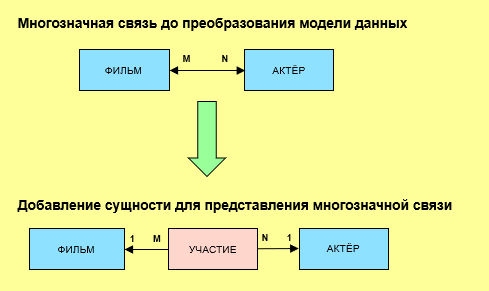 Многозначная связь до преобразования модели данных
M N
ФИЛЬМ АКТЁР
Добавление сущности для представления многозначной связи
1 M N 1
ФИЛЬМ УЧАСТИЕ АКТЁР